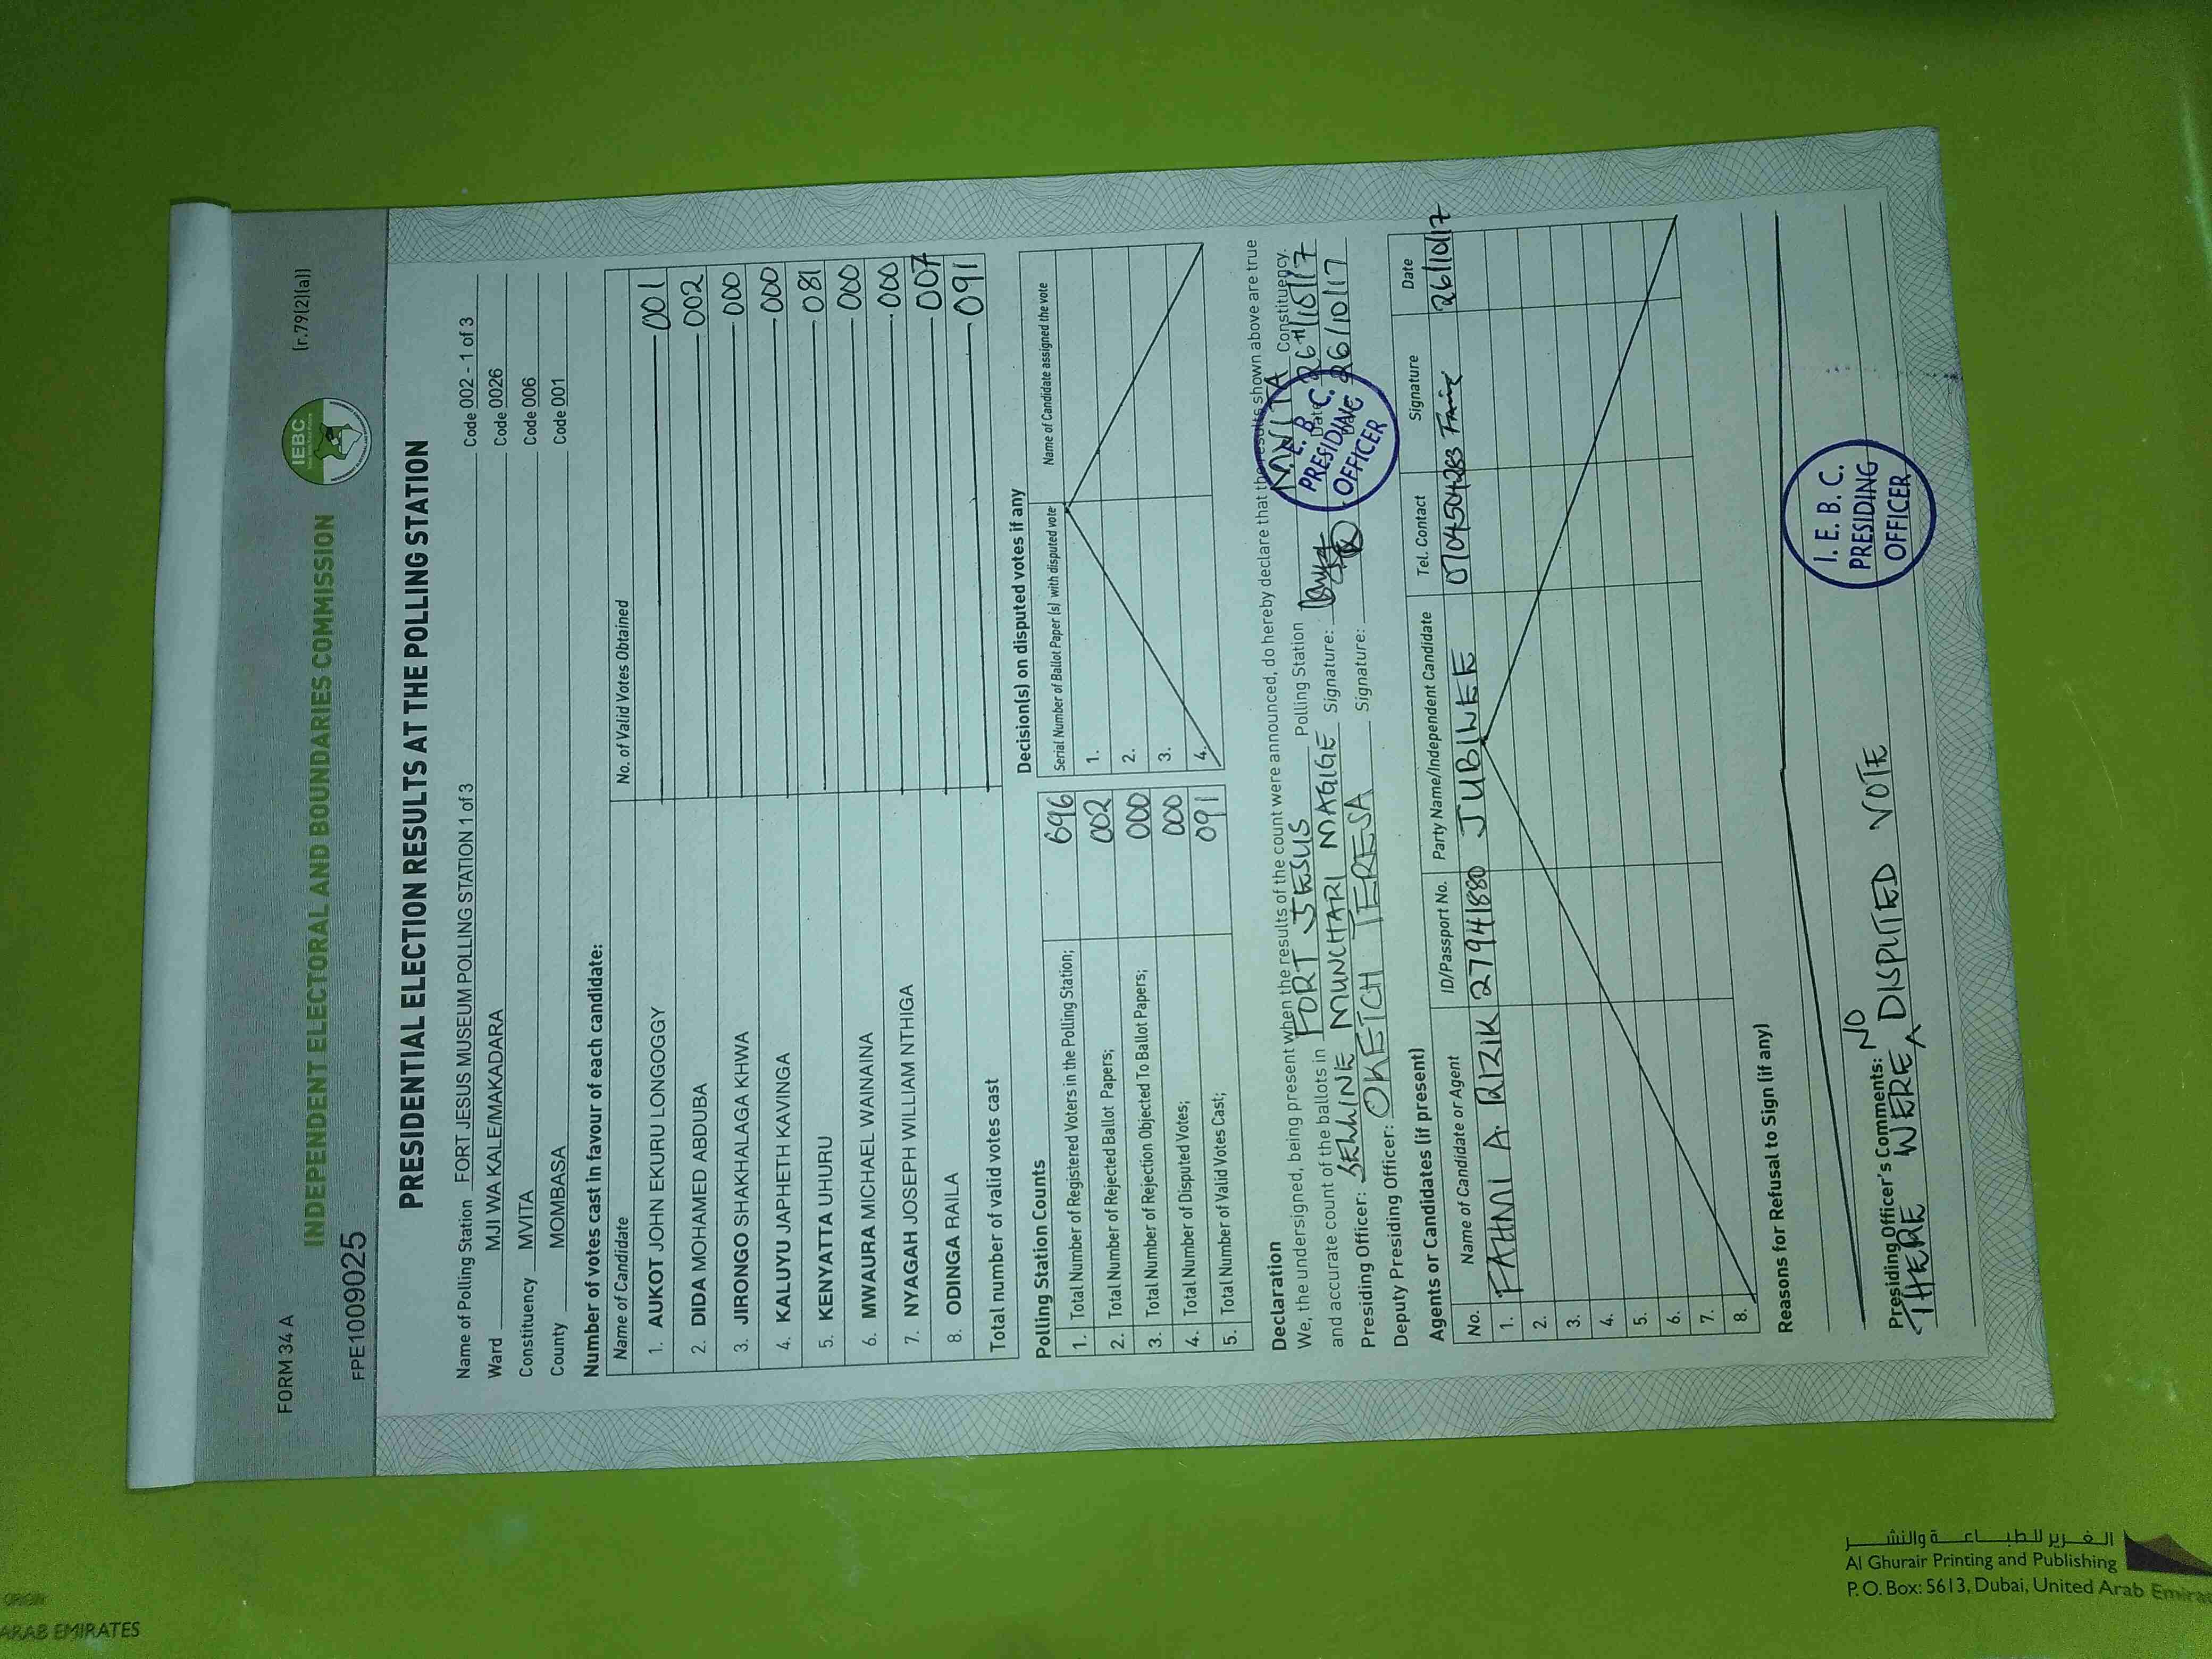 FORM 34 A
(r.79(2)(a))
IEBC
INDEPENDENT ELECTORAL AND BOUNDARIES COMMISSION
FPE1009025
PRESIDENTIAL ELECTION RESULTS AT THE POLLING STATION
Name of Polling Station FORT JESUS MUSEUM POLLING STATION 1 of 3 Code 002 - 1 of 3
Ward MJI WA KALE/MAKADARA Code 0026
Constituency MVITA Code 006
County MOMBASA Code 001
Number of votes cast in favour of each candidate:
Name of Candidate No. of Valid Votes Obtained
1. AUKOT JOHN EKURU LONGOGGY 001
2. DIDA MOHAMED ABDUBA 002
3. JIRONGO SHAKHALAGA KHWA 000
4. KALUYU JAPHETH KAVINGA 000
5. KENYATTA UHURU 081
6. MWAURA MICHAEL WAINAINA 000
7. NYAGAH JOSEPH WILLIAM NTHIGA 000
8. ODINGA RAILA 007
Total number of valid votes cast 091
Polling Station Counts
1. Total Number of Registered Voters in the Polling Station; 696
2. Total Number of Rejected Ballot Papers; 002
3. Total Number of Rejection Objected To Ballot Papers; 000
4. Total Number of Disputed Votes; 000
5. Total Number of Valid Votes Cast; 091
Decision(s) on disputed votes if any
Serial Number of Ballot Paper (s) with disputed vote Name of Candidate assigned the vote
1.
2.
3.
4.
Declaration
We, the undersigned, being present when the results of the count were announced, do hereby declare that the results shown above are true
and accurate count of the ballots in FORT JESUS Polling Station MVITA Constituency.
Presiding Officer: SELLINE MUNCHARI MAGIGE Signature: Date 26TH/10/17
Deputy Presiding Officer: OKETCH TERESA Signature: Date 26/10/17
I. E. B. C.
PRESIDING
OFFICER
Agents or Candidates (if present)
No. Name of Candidate or Agent ID/Passport No. Party Name/Independent Candidate Tel. Contact Signature Date
1. FAHMI A. RIZIK 27941880 JUBILEE 0704504283 26/10/17
2.
3.
4.
5.
6.
7.
8.
Reasons for Refusal to Sign (if any)
Presiding Officer's Comments:
THERE WERE NO DISPUTED VOTE
I. E. B. C.
PRESIDING
OFFICER
ARAB EMIRATES
الغرير للطباعة والنشر
Al Ghurair Printing and Publishing
P. O. Box: 5613, Dubai, United Arab